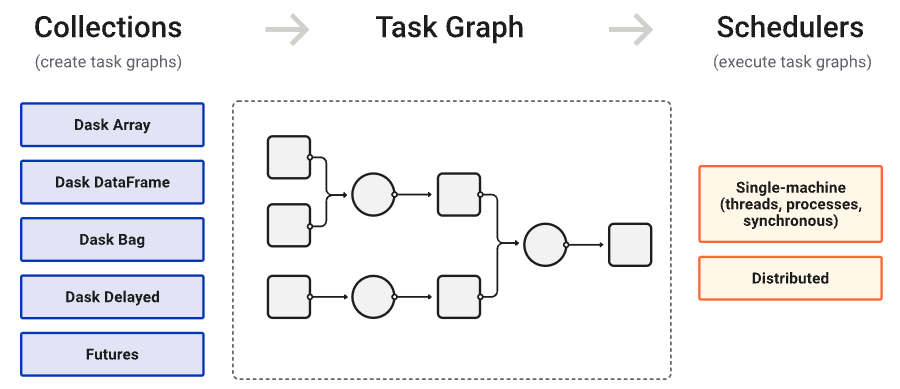 Collections
(create task graphs)
Dask Array
Dask DataFrame
Dask Bag
Dask Delayed
Futures
Task Graph
Schedulers
(execute task graphs)
Single-machine
(threads, processes,
synchronous)
Distributed